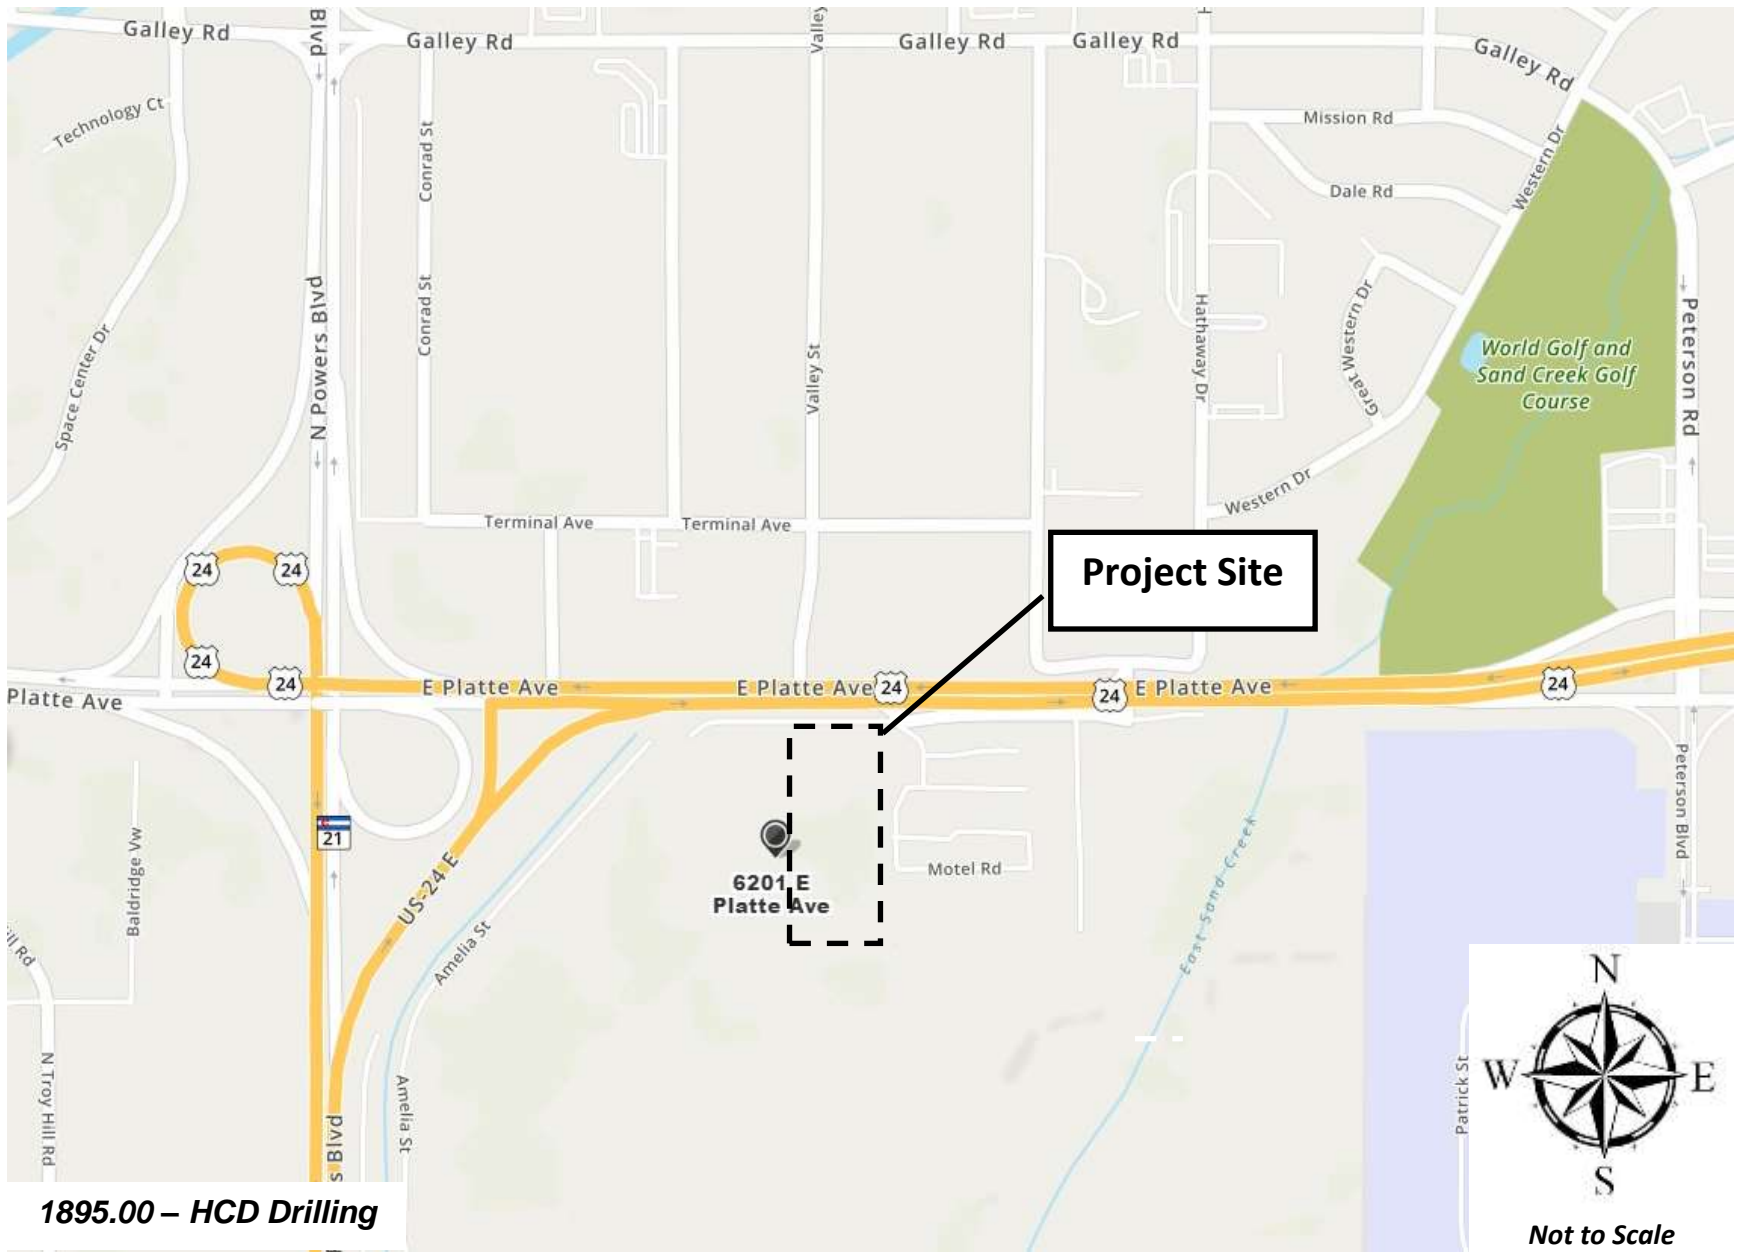 Galley Rd
Blvd
Galley Rd
Valley
Galley Rd
Galley Rd
Galley Rd
Technology Ct
Conrad St
Mission Rd
Western Dr
Dale Rd
Space Center Dr
N Powers Blvd
Conrad St
Valley St
Hathaway Dr
Great Western Dr
World Golf and
Sand Creek Golf
Course
Peterson Rd
Western Dr
Terminal Ave
Terminal Ave
Project Site
24
24
24
24
Platte Ave
E Platte Ave
E Platte Ave
24
24
E Platte Ave
24
21
US-24 E
Amelia St
Baldridge Vw
6201 E
Platte Ave
Motel Rd
East Sand Creek
Peterson Blvd
ill Rd
N Troy Hill Rd
Amelia St
s Blvd
Patrick St
N
W
E
S
1895.00 – HCD Drilling
Not to Scale